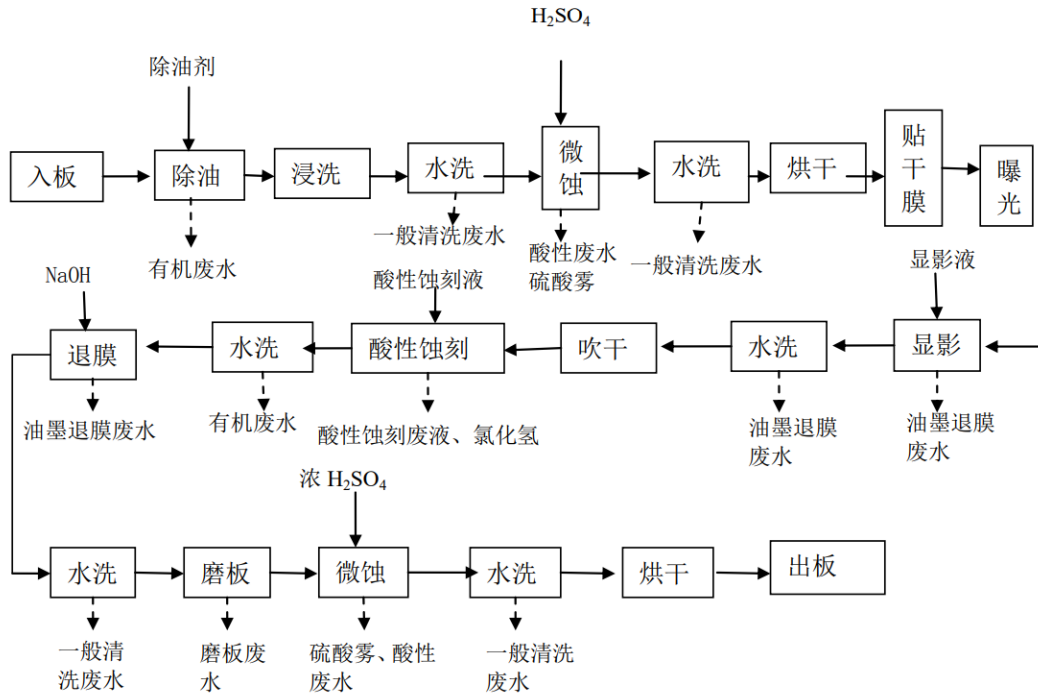 H₂SO₄
除油剂
入板
除油
浸洗
水洗
微
蚀
水洗
烘干
贴
干
膜
曝
光
有机废水
一般清洗废水
酸性废水
硫酸雾
一般清洗废水
NaOH
酸性蚀刻液
显影液
退膜
水洗
酸性蚀刻
吹干
水洗
显影
油墨退膜废水
有机废水
酸性蚀刻废液、氯化氢
油墨退膜
废水
油墨退膜
废水
浓 H₂SO₄
水洗
磨板
微蚀
水洗
烘干
出板
一般清
洗废水
磨板废
水
硫酸雾、酸性
废水
一般清洗
废水